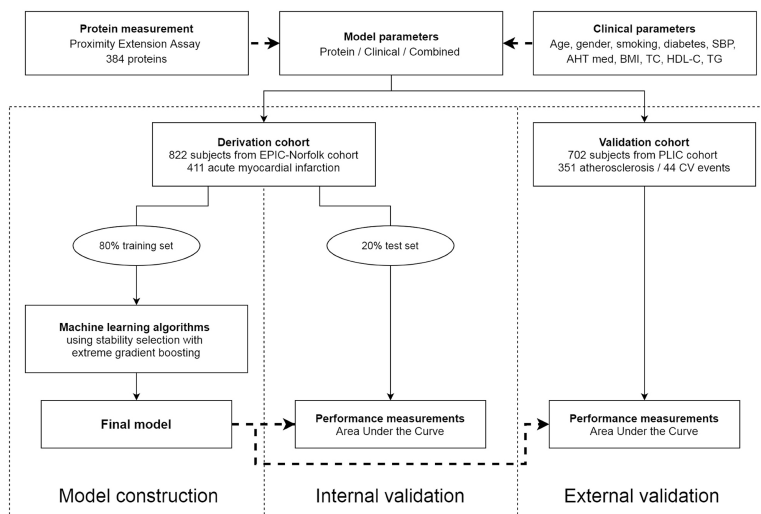 Protein measurement
Proximity Extension Assay
384 proteins
Model parameters
Protein / Clinical / Combined
Clinical parameters
Age, gender, smoking, diabetes, SBP,
AHT med, BMI, TC, HDL-C, TG
Derivation cohort
822 subjects from EPIC-Norfolk cohort
411 acute myocardial infarction
Validation cohort
702 subjects from PLIC cohort
351 atherosclerosis / 44 CV events
80% training set
20% test set
Machine learning algorithms
using stability selection with
extreme gradient boosting
Final model
Performance measurements
Area Under the Curve
Performance measurements
Area Under the Curve
Model construction
Internal validation
External validation